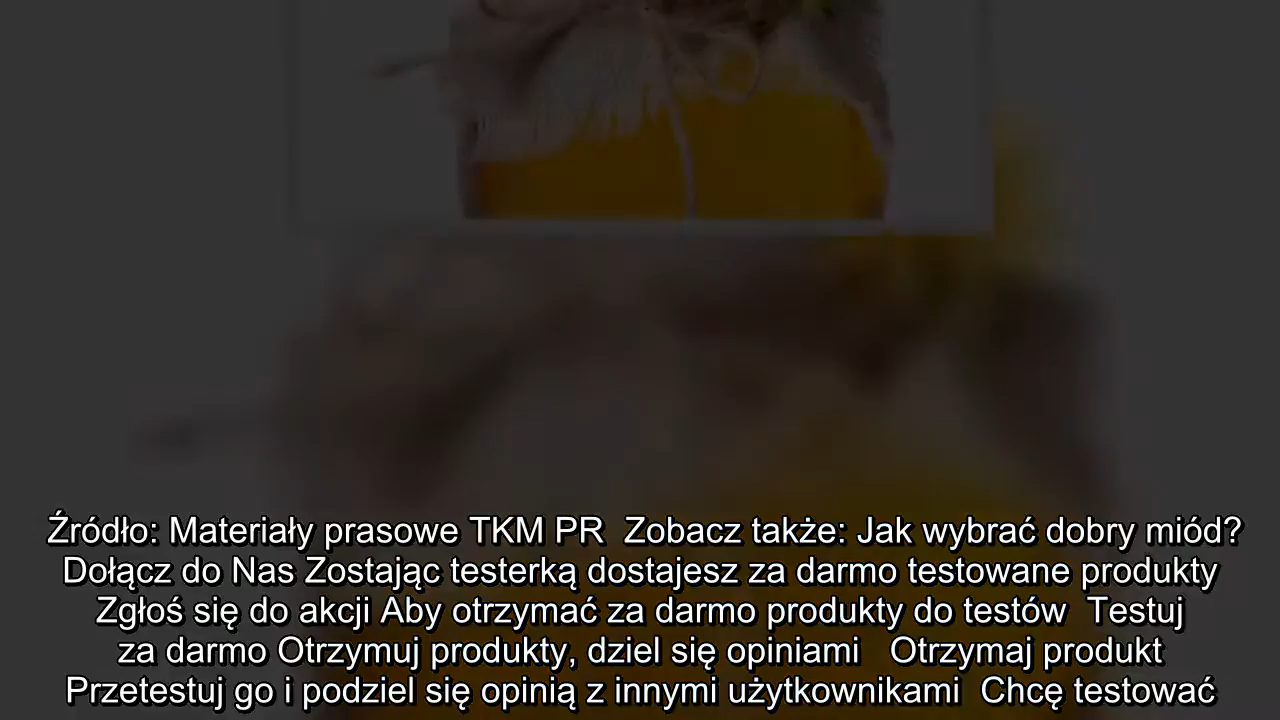 Źródło: Materiały prasowe TKM PR  Zobacz także: Jak wybrać dobry miód?
Dołącz do Nas Zostając testerką dostajesz za darmo testowane produkty
Zgłoś się do akcji Aby otrzymać za darmo produkty do testów  Testuj
za darmo Otrzymuj produkty, dziel się opiniami   Otrzymaj produkt
Przetestuj go i podziel się opinią z innymi użytkownikami  Chcę testować